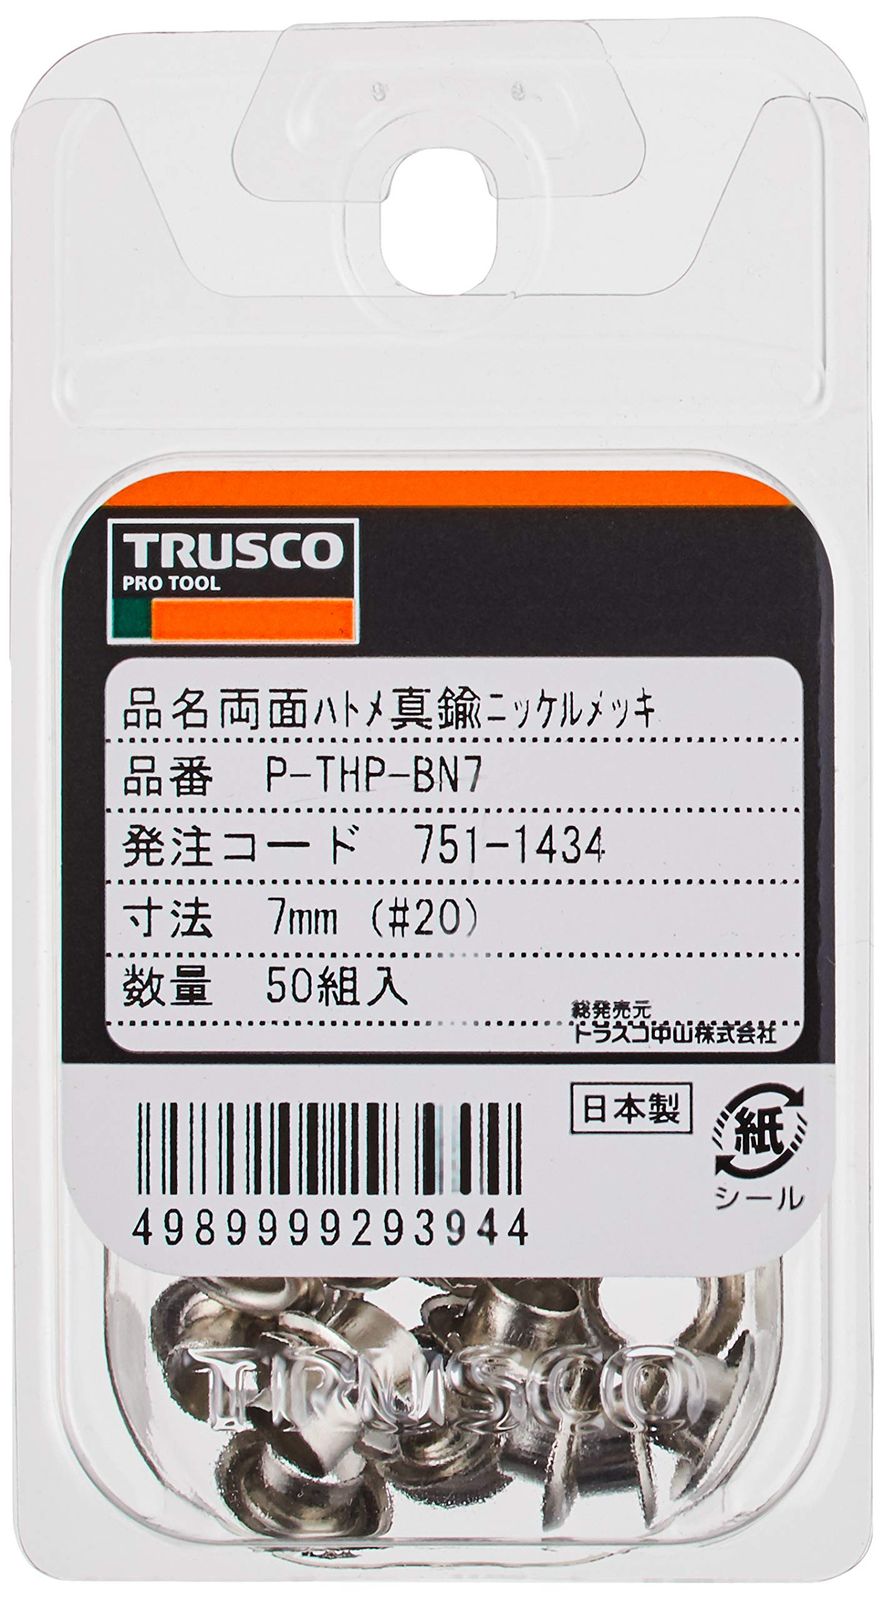 TRUSCO
PRO TOOL
品名両面ハトメ真鍮ニッケルメッキ
品番 P-THP-BN7
発注コード 751-1434
寸法 7mm (#20)
数量 50組入
総発売元
トラスコ中山株式会社
日本製
紙
シール
4989999293944
TRUSCO